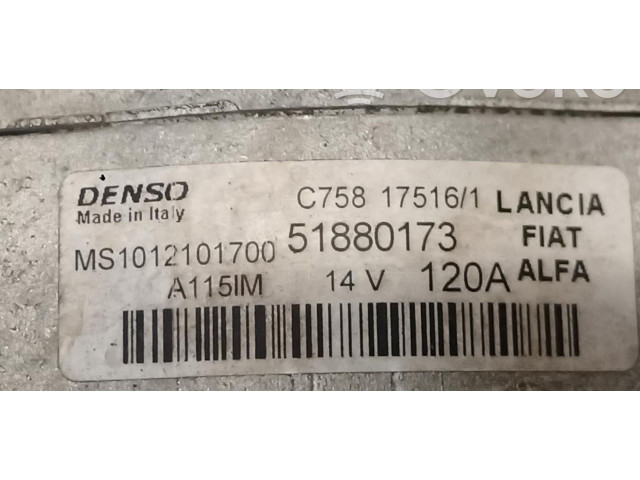 DENSO
Made in Italy
C758 17516/1
LANCIA
MS1012101700
51880173
FIAT
A115IM
14 V
120A
ALFA